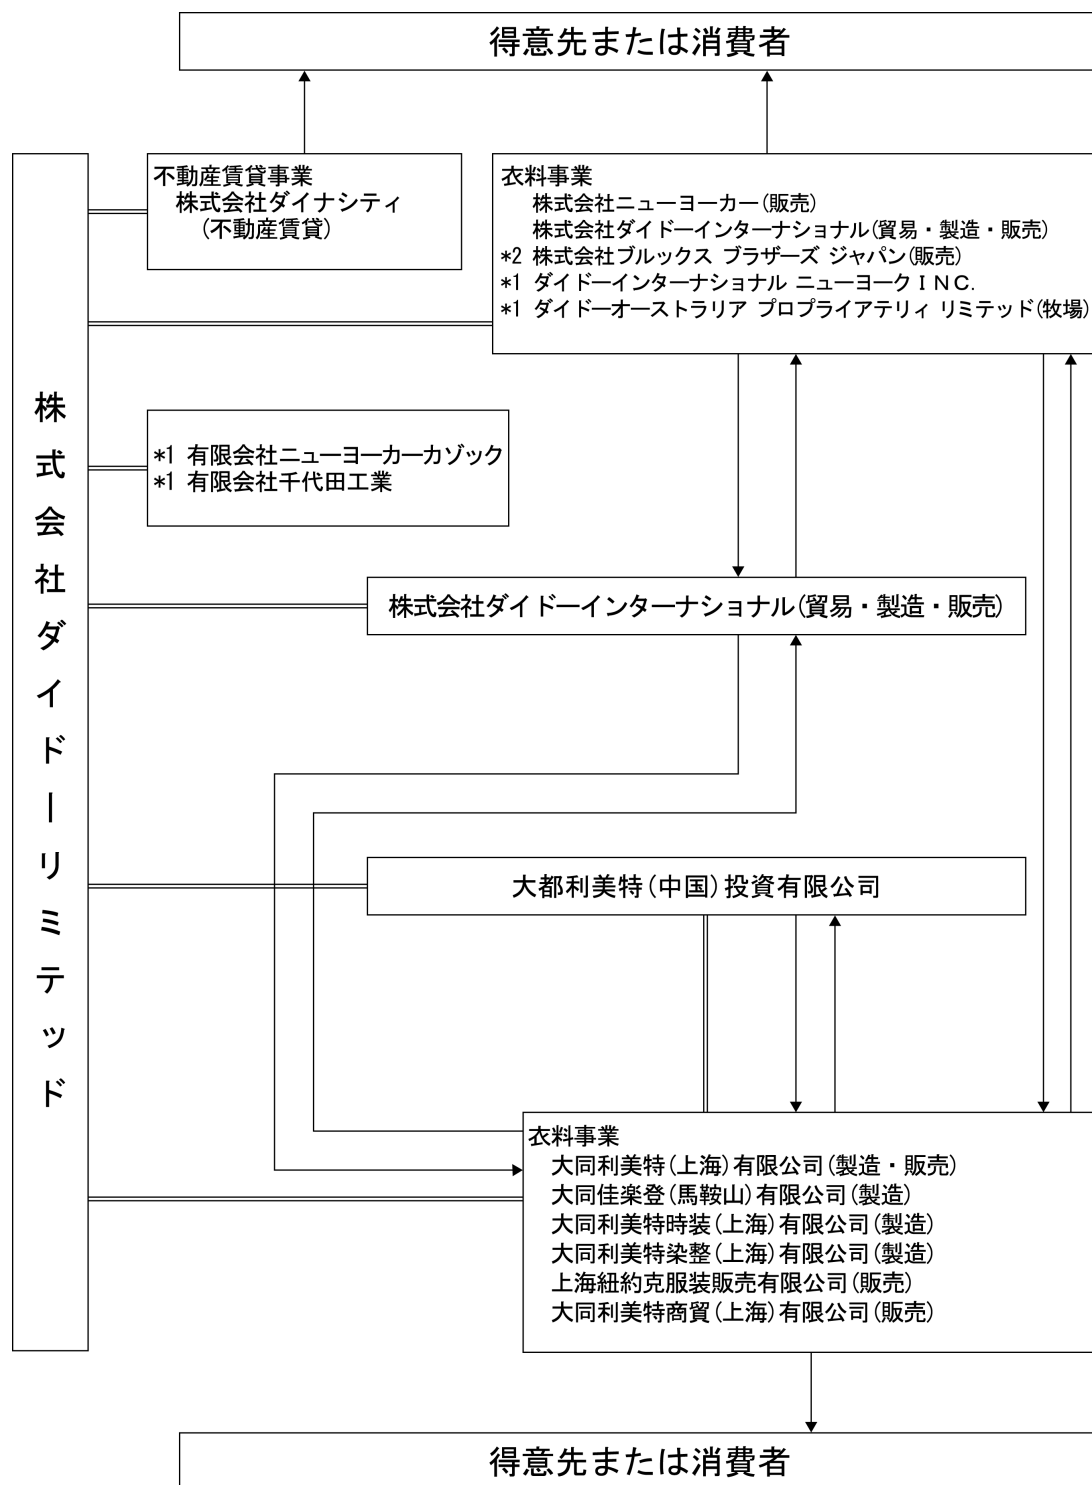 得意先または消費者
不動産賃貸事業
株式会社ダイナシティ
(不動産賃貸)
衣料事業
株式会社ニューヨーカー(販売)
株式会社ダイドーインターナショナル(貿易・製造・販売)
*2 株式会社ブルックス ブラザーズ ジャパン(販売)
*1 ダイドーインターナショナル ニューヨークINC.
*1 ダイドーオーストラリア プロプライアテリィ リミテッド(牧場)
株式会社ダイドーリミテッド
*1 有限会社ニューヨーカーカゾック
*1 有限会社千代田工業
株式会社ダイドーインターナショナル(貿易・製造・販売)
大都利美特(中国)投資有限公司
衣料事業
大同利美特(上海)有限公司(製造・販売)
大同佳楽登(馬鞍山)有限公司(製造)
大同利美特時装(上海)有限公司(製造)
大同利美特染整(上海)有限公司(製造)
上海紐約克服装販売有限公司(販売)
大同利美特商貿(上海)有限公司(販売)
得意先または消費者